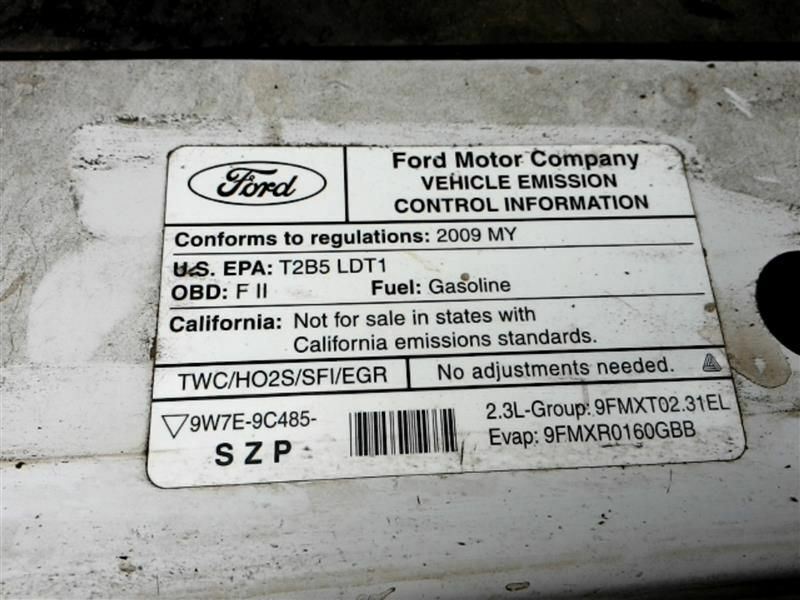 Ford
Ford Motor Company
VEHICLE EMISSION
CONTROL INFORMATION
Conforms to regulations: 2009 MY
U.S. EPA: T2B5 LDT1
OBD: F II Fuel: Gasoline
California: Not for sale in states with
California emissions standards.
TWC/HO2S/SFI/EGR No adjustments needed.
9W7E-9C485-
SZP
2.3L-Group: 9FMXT02.31EL
Evap: 9FMXR0160GBB